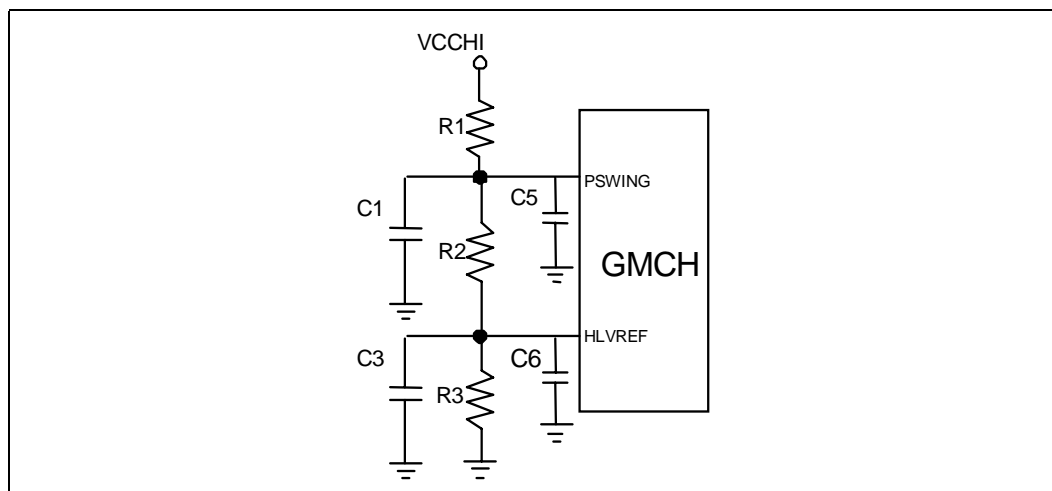 VCCHI
R1
PSWING
C1
C5
R2
GMCH
HLVREF
C3
C6
R3